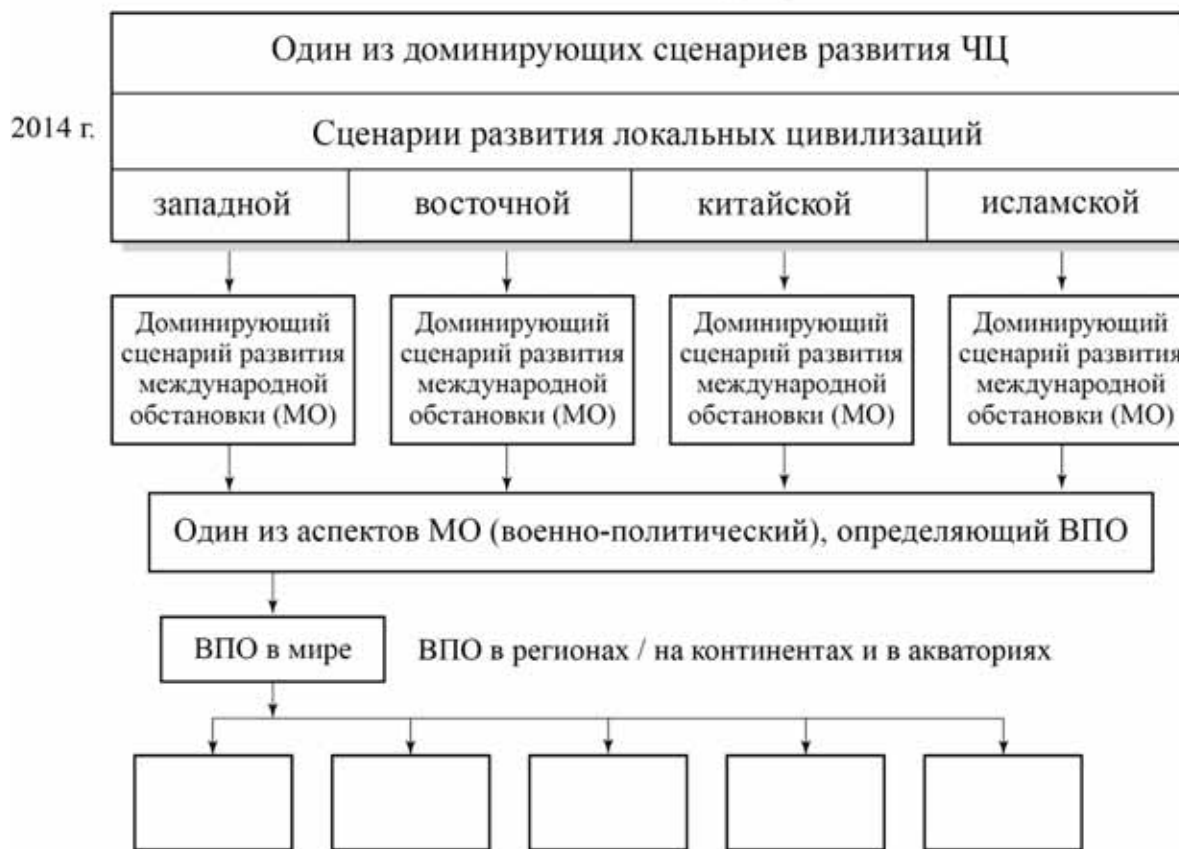 Один из доминирующих сценариев развития ЧЦ
2014 г.
Сценарии развития локальных цивилизаций
западной
восточной
китайской
исламской
Доминирующий
сценарий развития
международной
обстановки (МО)
Доминирующий
сценарий развития
международной
обстановки (МО)
Доминирующий
сценарий развития
международной
обстановки (МО)
Доминирующий
сценарий развития
международной
обстановки (МО)
Один из аспектов МО (военно-политический), определяющий ВПО
ВПО в мире
ВПО в регионах / на континентах и в акваториях